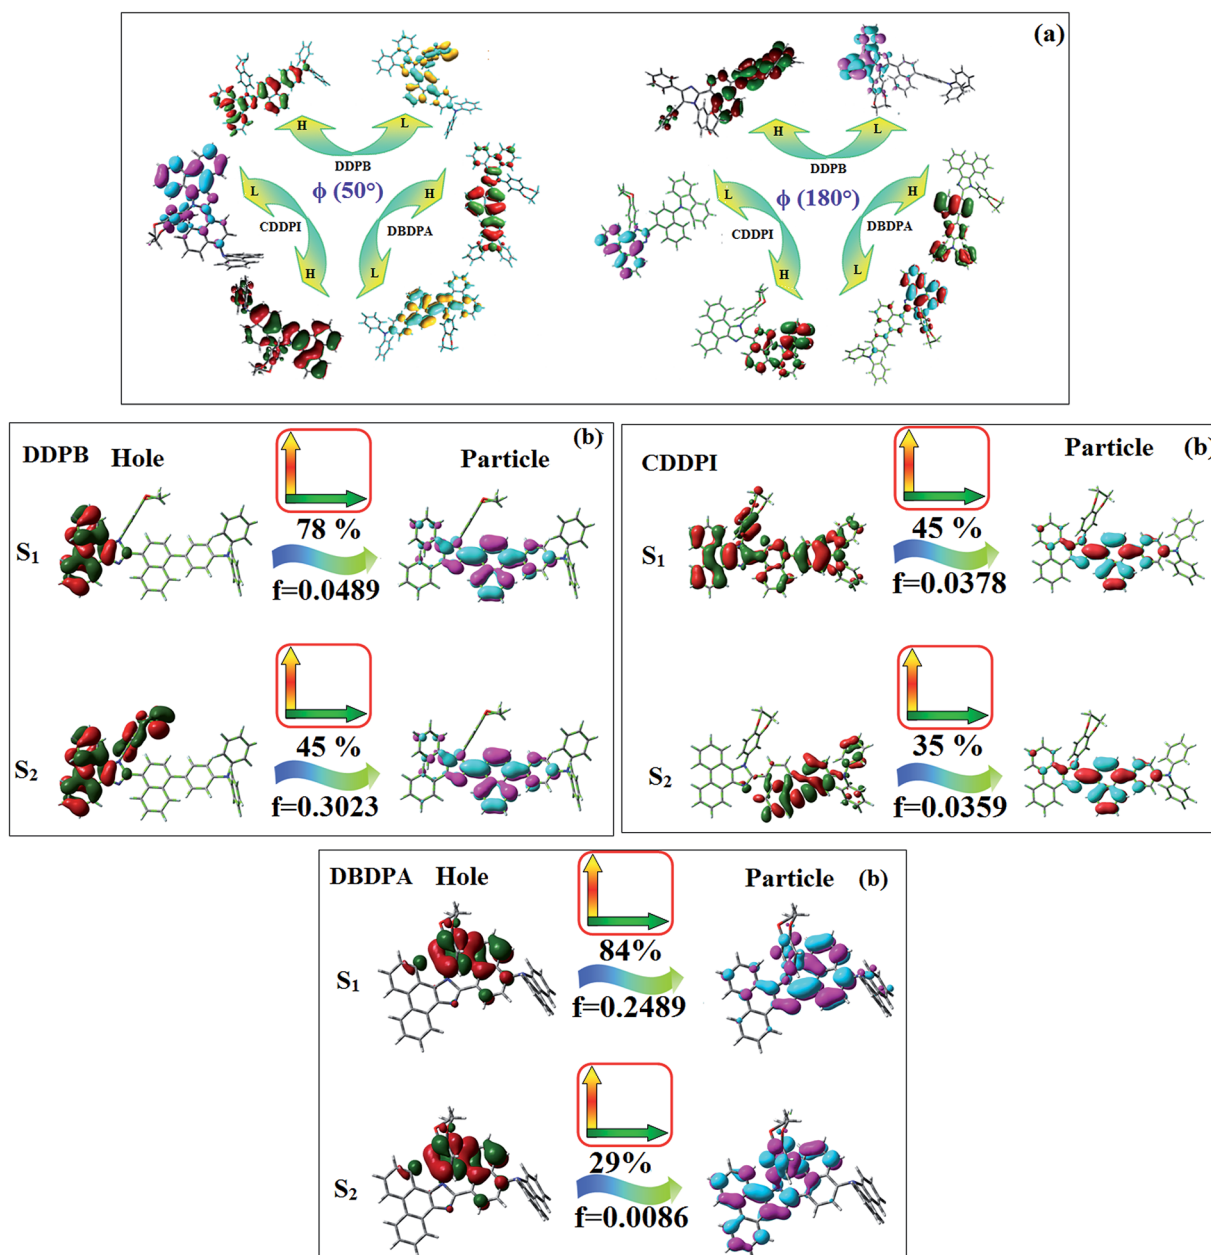 (a)
H
L
DDPB
ϕ (50°)
L
H
CDDPI
DBDPA
H
L
H
L
DDPB
ϕ (180°)
L
H
CDDPI
DBDPA
H
L
DDPB
Hole
Particle
(b)
S1
78 %
f=0.0489
S2
45 %
f=0.3023
CDDPI
Particle
(b)
S1
45 %
f=0.0378
S2
35 %
f=0.0359
DBDPA
Hole
Particle
(b)
S1
84%
f=0.2489
S2
29%
f=0.0086